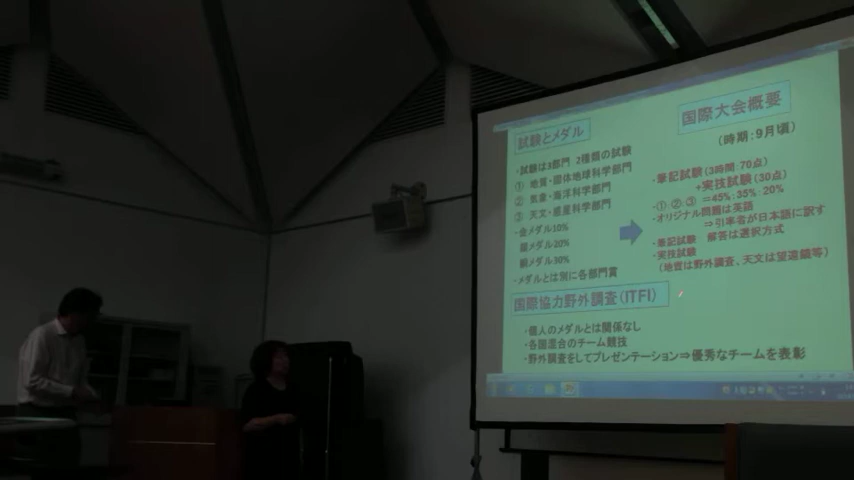 試験とメダル
・試験は3部門 2種類の試験
① 地質・固体地球科学部門
② 気象・海洋科学部門
③ 天文・惑星科学部門
・金メダル10%
銀メダル20%
銅メダル30%
・メダルとは別に各部門賞
国際大会概要
(時期:9月頃)
・筆記試験(3時間:70点)
+実技試験(30点)
・①:②:③ =45%:35%:20%
・オリジナル問題は英語
⇒引率者が日本語に訳す
・筆記試験 解答は選択方式
・実技試験
(地質は野外調査、天文は望遠鏡等)
国際協力野外調査(ITFI)
・個人のメダルとは関係なし
・各国混合のチーム競技
・野外調査をしてプレゼンテーション⇒優秀なチームを表彰